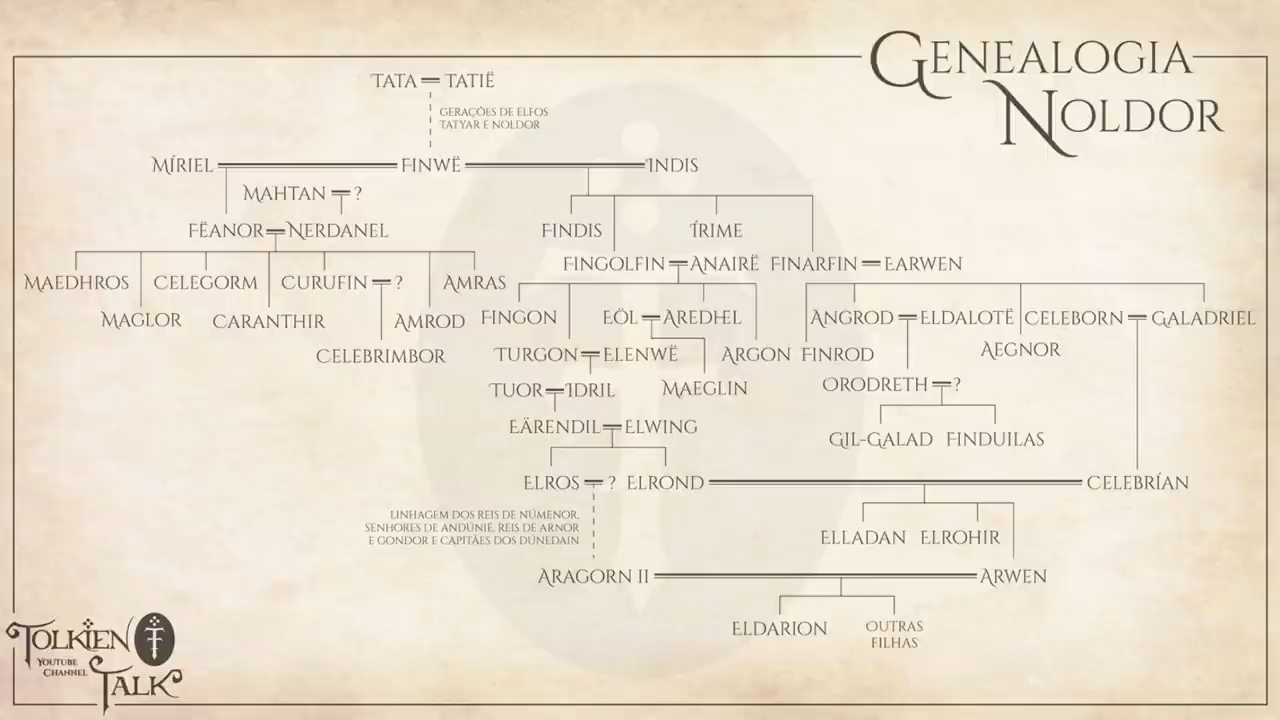 GENEALOGIA
NOLDOR
TATA TATIË
GERAÇÕES DE ELFOS
TATYAR E NOLDOR
MÍRIEL FINWË INDIS
MAHTAN ?
FËANOR NERDANEL FINDIS ÍRIME
FINGOLFIN ANAIRË FINARFIN EARWEN
MAEDHROS CELEGORM CURUFIN ? AMRAS
MAGLOR CARANTHIR AMROD FINGON EÖL AREDHEL ANGROD ELDALOTË CELEBORN GALADRIEL
CELEBRIMBOR TURGON ELENWË ARGON FINROD AEGNOR
TUOR IDRIL MAEGLIN ORODRETH ?
EÄRENDIL ELWING GIL-GALAD FINDUILAS
ELROS ? ELROND CELEBRÍAN
LINHAGEM DOS REIS DE NÚMENOR,
SENHORES DE ANDÚNIE, REIS DE ARNOR
E GONDOR E CAPITÃES DOS DÚNEDAIN
ELLADAN ELROHIR
ARAGORN II ARWEN
ELDARION OUTRAS
FILHAS
TOLKIEN
YOUTUBE
CHANNEL
TALK